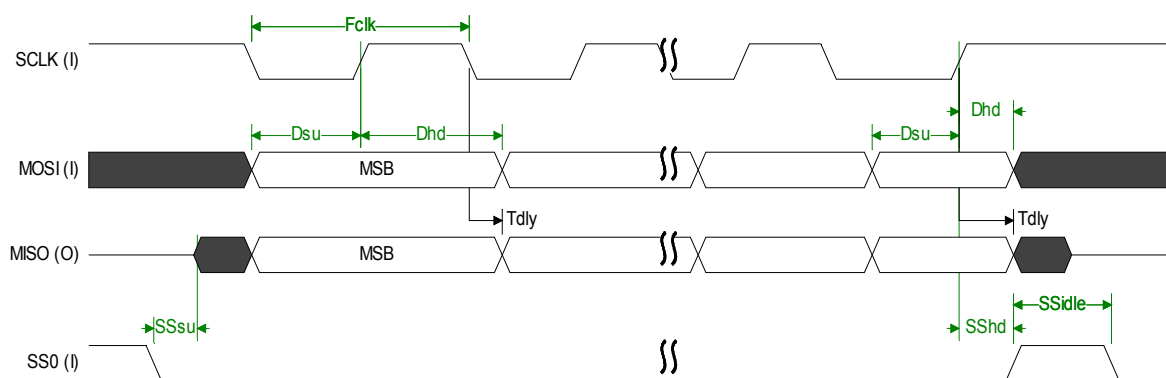 Fclk
SCLK (I)
Dhd
Dsu Dhd Dsu
MOSI (I) MSB
Tdly Tdly
MISO (O) MSB
SSidle
SSsu SShd
SS0 (I)